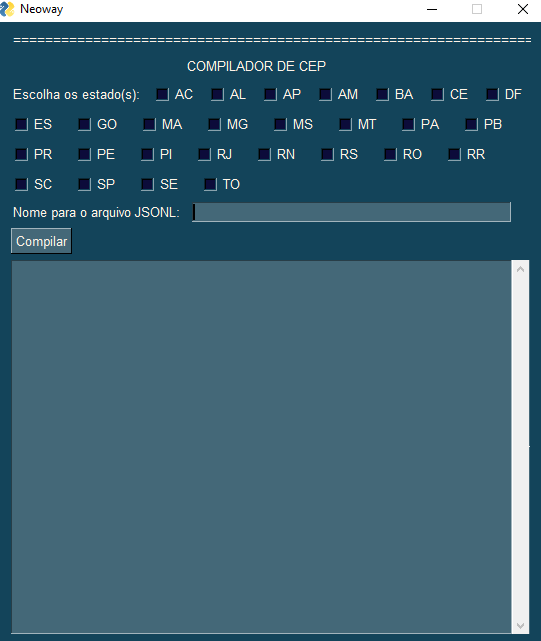 Neoway
=================================================================
COMPILADOR DE CEP
Escolha os estado(s): AC AL AP AM BA CE DF
ES GO MA MG MS MT PA PB
PR PE PI RJ RN RS RO RR
SC SP SE TO
Nome para o arquivo JSONL:
Compilar